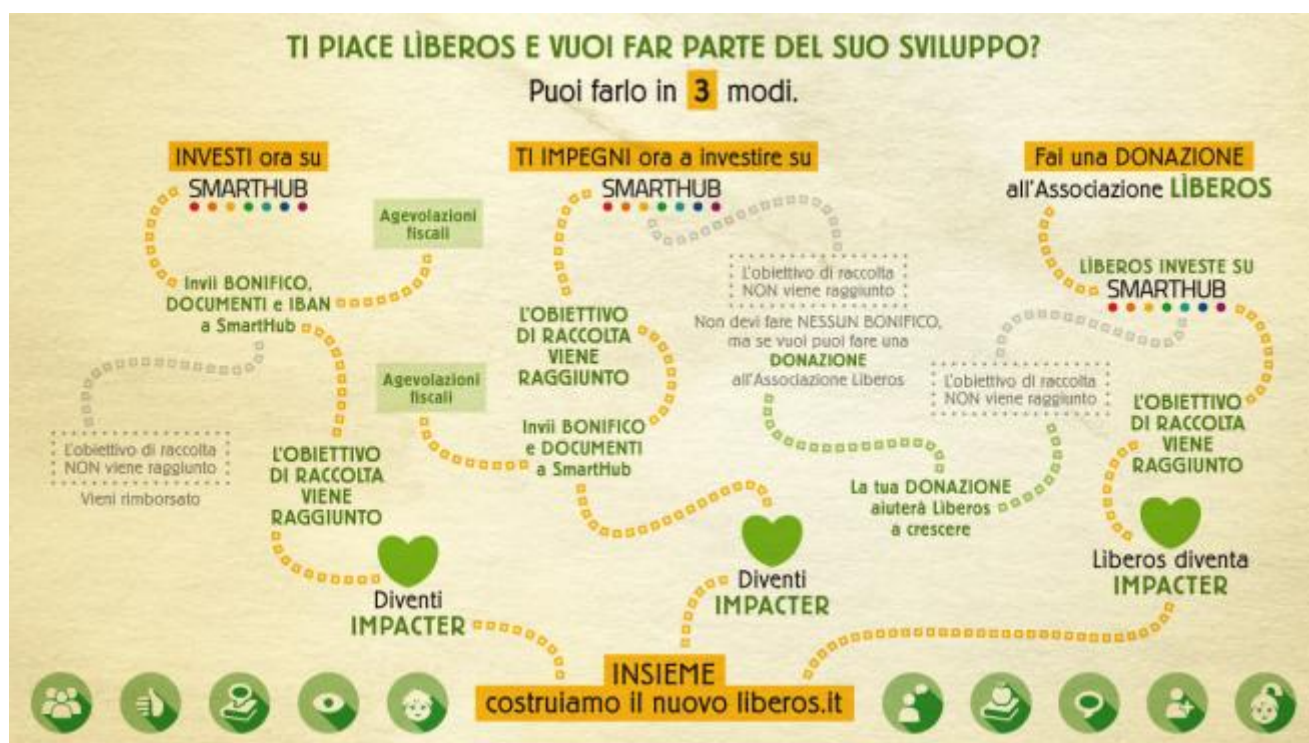 TI PIACE LÌBEROS E VUOI FAR PARTE DEL SUO SVILUPPO?
Puoi farlo in 3 modi.
INVESTI ora su
SMARTHUB
Agevolazioni
fiscali
Invii BONIFICO,
DOCUMENTI e IBAN
a SmartHub
L'obiettivo di raccolta
NON viene raggiunto
Vieni rimborsato
L'OBIETTIVO
DI RACCOLTA
VIENE
RAGGIUNTO
Diventi
IMPACTER
TI IMPEGNI ora a investire su
SMARTHUB
L'OBIETTIVO
DI RACCOLTA
VIENE
RAGGIUNTO
Agevolazioni
fiscali
Invii BONIFICO
e DOCUMENTI
a SmartHub
Diventi
IMPACTER
L'obiettivo di raccolta
NON viene raggiunto
Non devi fare NESSUN BONIFICO,
ma se vuoi puoi fare una
DONAZIONE
all'Associazione Lìberos
La tua DONAZIONE
aiuterà Lìberos
a crescere
Fai una DONAZIONE
all'Associazione LÌBEROS
LÌBEROS INVESTE SU
SMARTHUB
L'obiettivo di raccolta
NON viene raggiunto
L'OBIETTIVO
DI RACCOLTA
VIENE
RAGGIUNTO
Lìberos diventa
IMPACTER
INSIEME
costruiamo il nuovo liberos.it